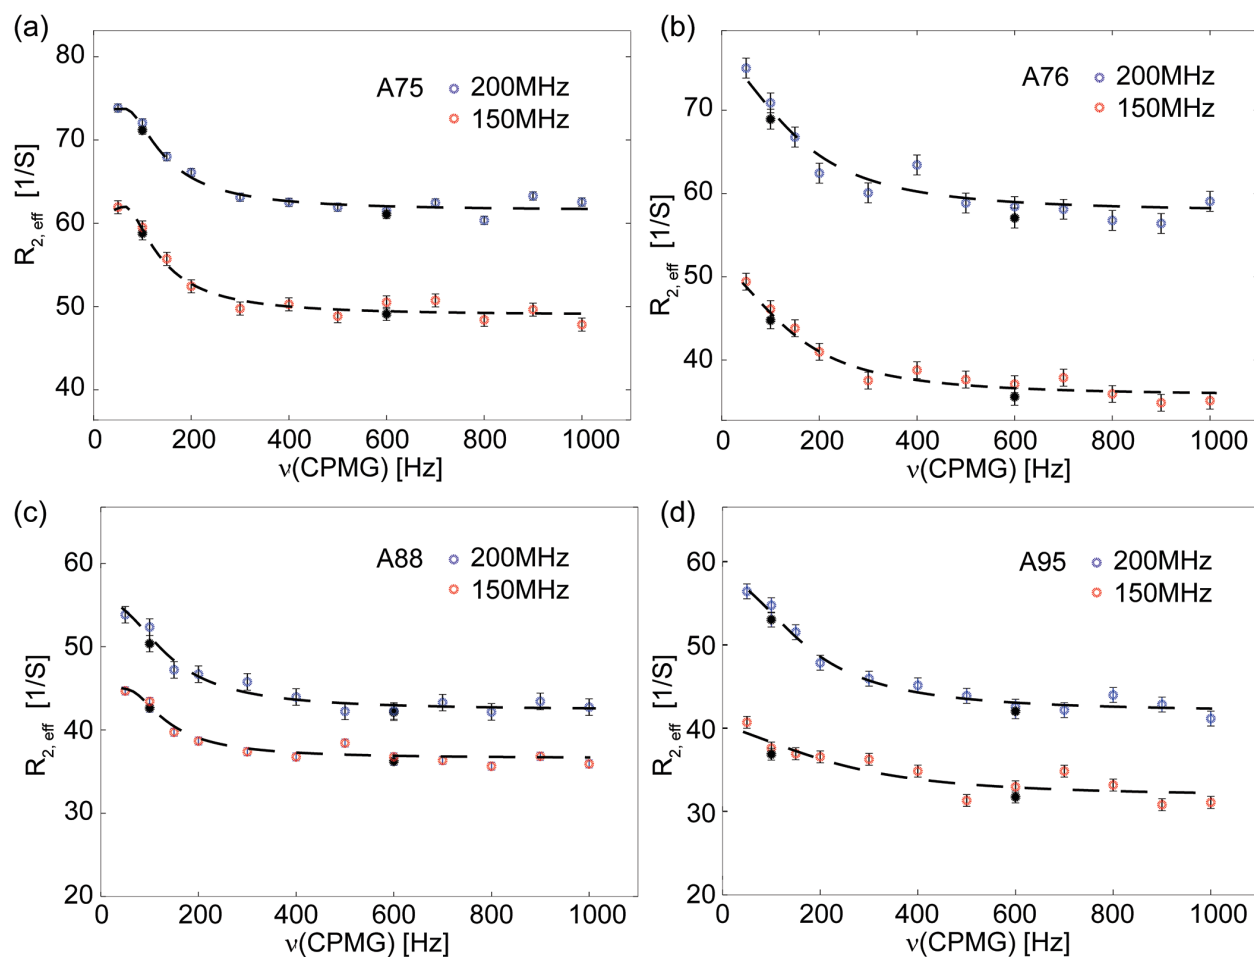 (a)
A75 200MHz
150MHz
80
70
60
50
40
R2, eff [1/S]
0 200 400 600 800 1000
ν(CPMG) [Hz]
(b)
A76 200MHz
150MHz
70
60
50
40
R2, eff [1/S]
0 200 400 600 800 1000
ν(CPMG) [Hz]
(c)
A88 200MHz
150MHz
60
50
40
30
20
R2, eff [1/S]
0 200 400 600 800 1000
ν(CPMG) [Hz]
(d)
A95 200MHz
150MHz
60
50
40
30
20
R2, eff [1/S]
0 200 400 600 800 1000
ν(CPMG) [Hz]